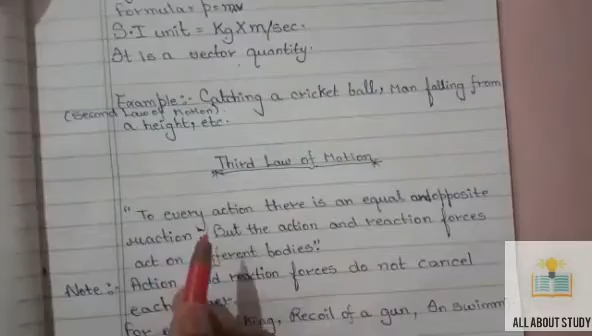 formula= p=mv
S.I unit = Kg X m/sec.
It is a vector quantity.
Example:- Catching a cricket ball, Man falling from
(Second Law of Motion)
a height, etc.
Third Law of Motion
"To every action there is an equal and opposite
reaction But the action and reaction forces
act on bodies."
Note:- Action reaction forces do not cancel
each
for Recoil of a gun, In swimm
ALL ABOUT STUDY